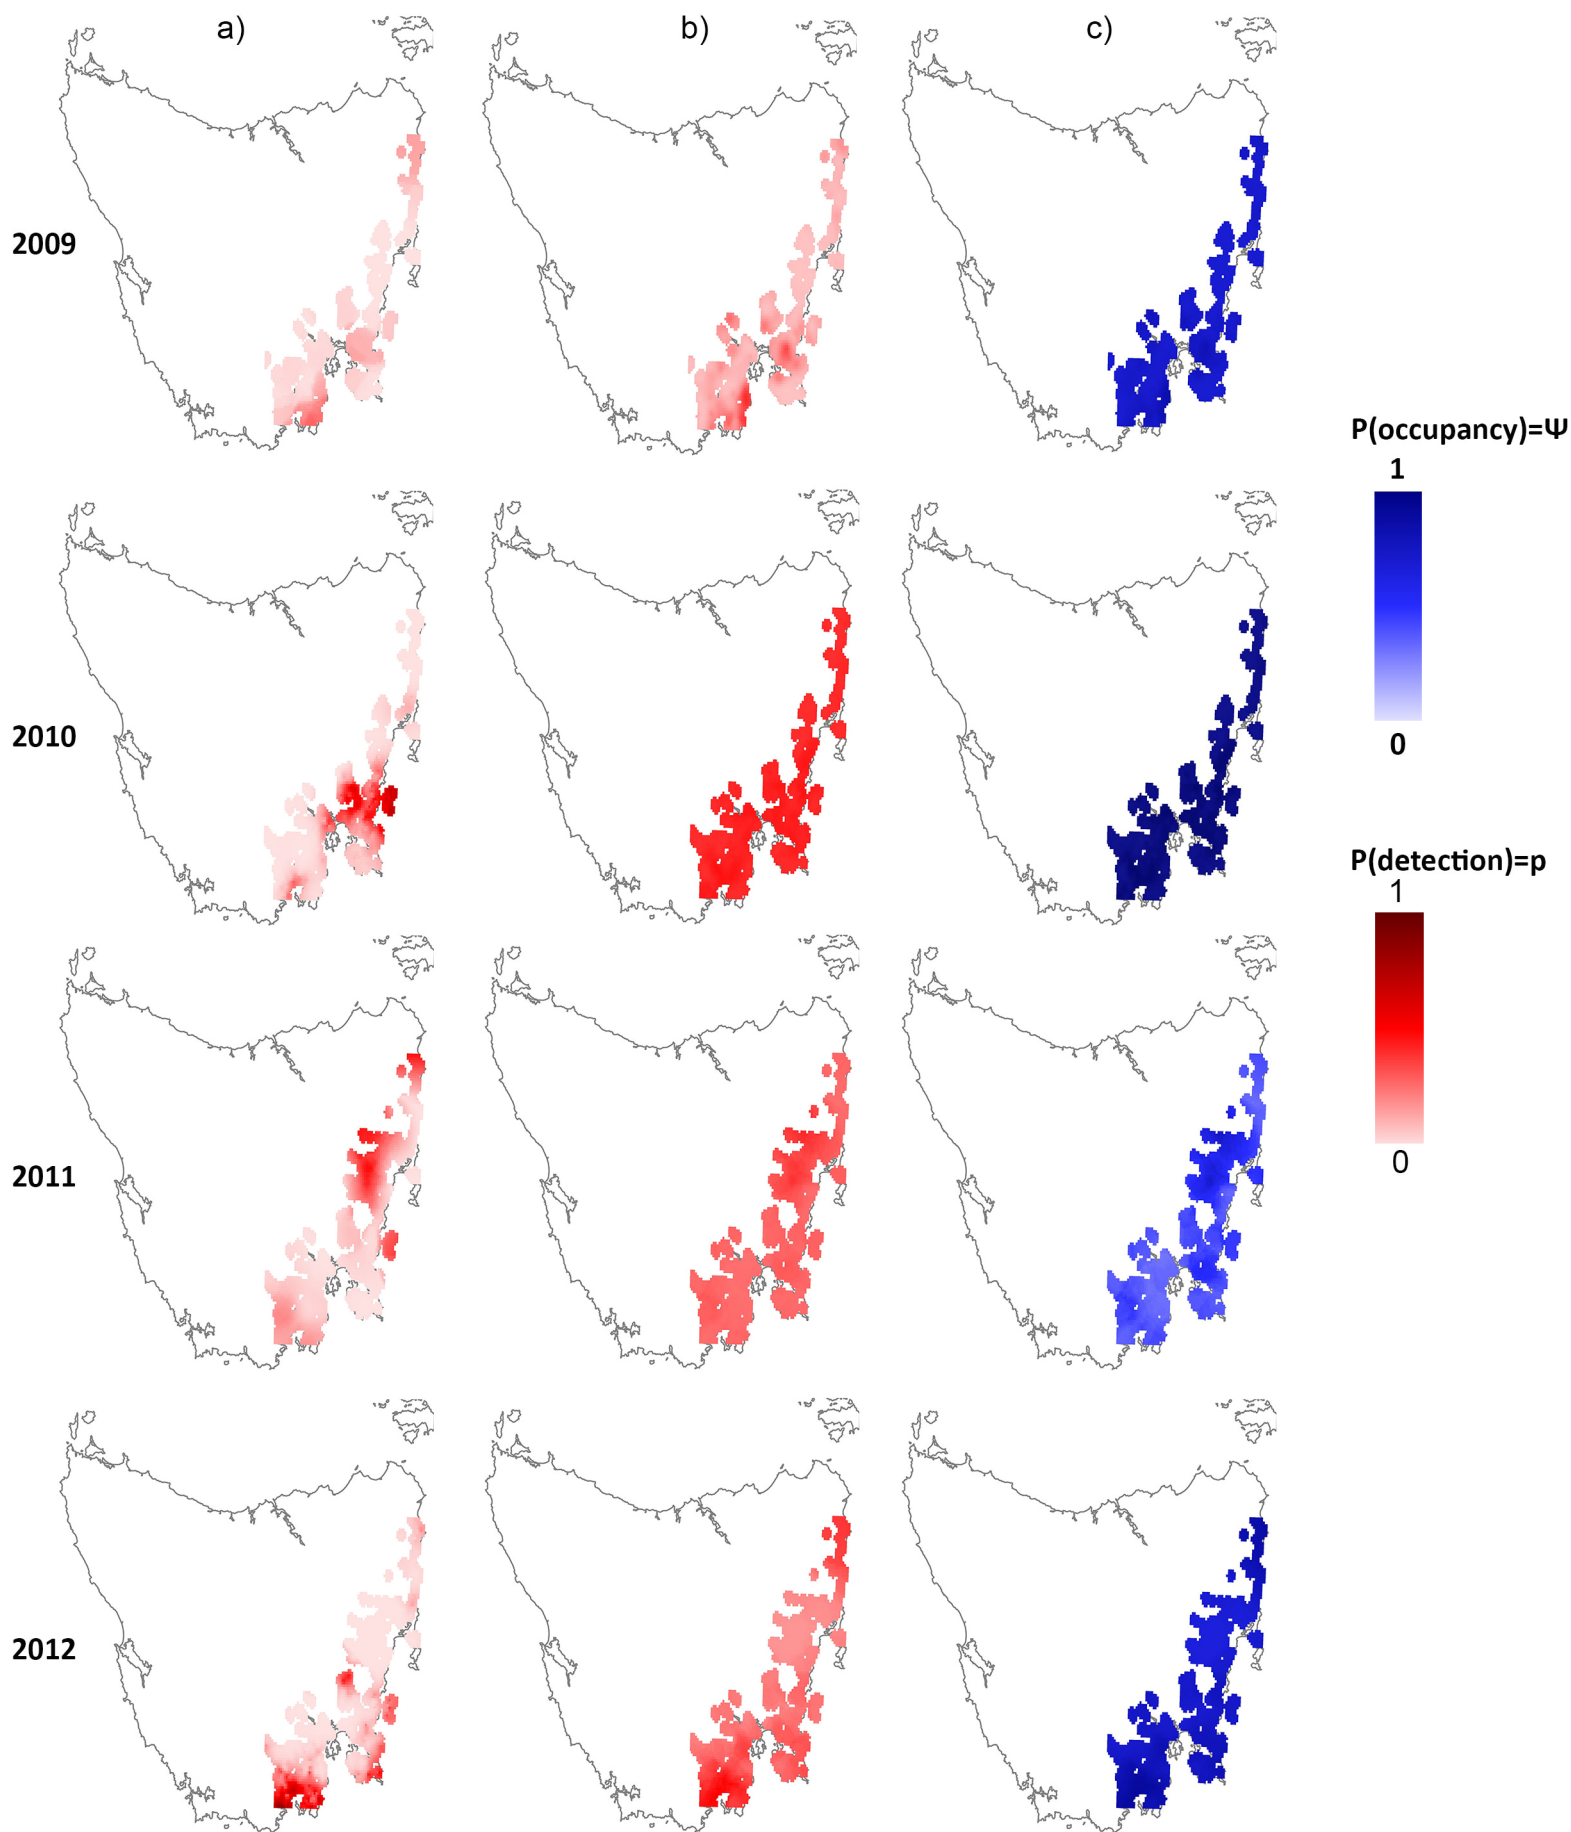 a)
b)
c)
2009
P(occupancy)=Ψ
1
0
2010
P(detection)=p
1
0
2011
2012